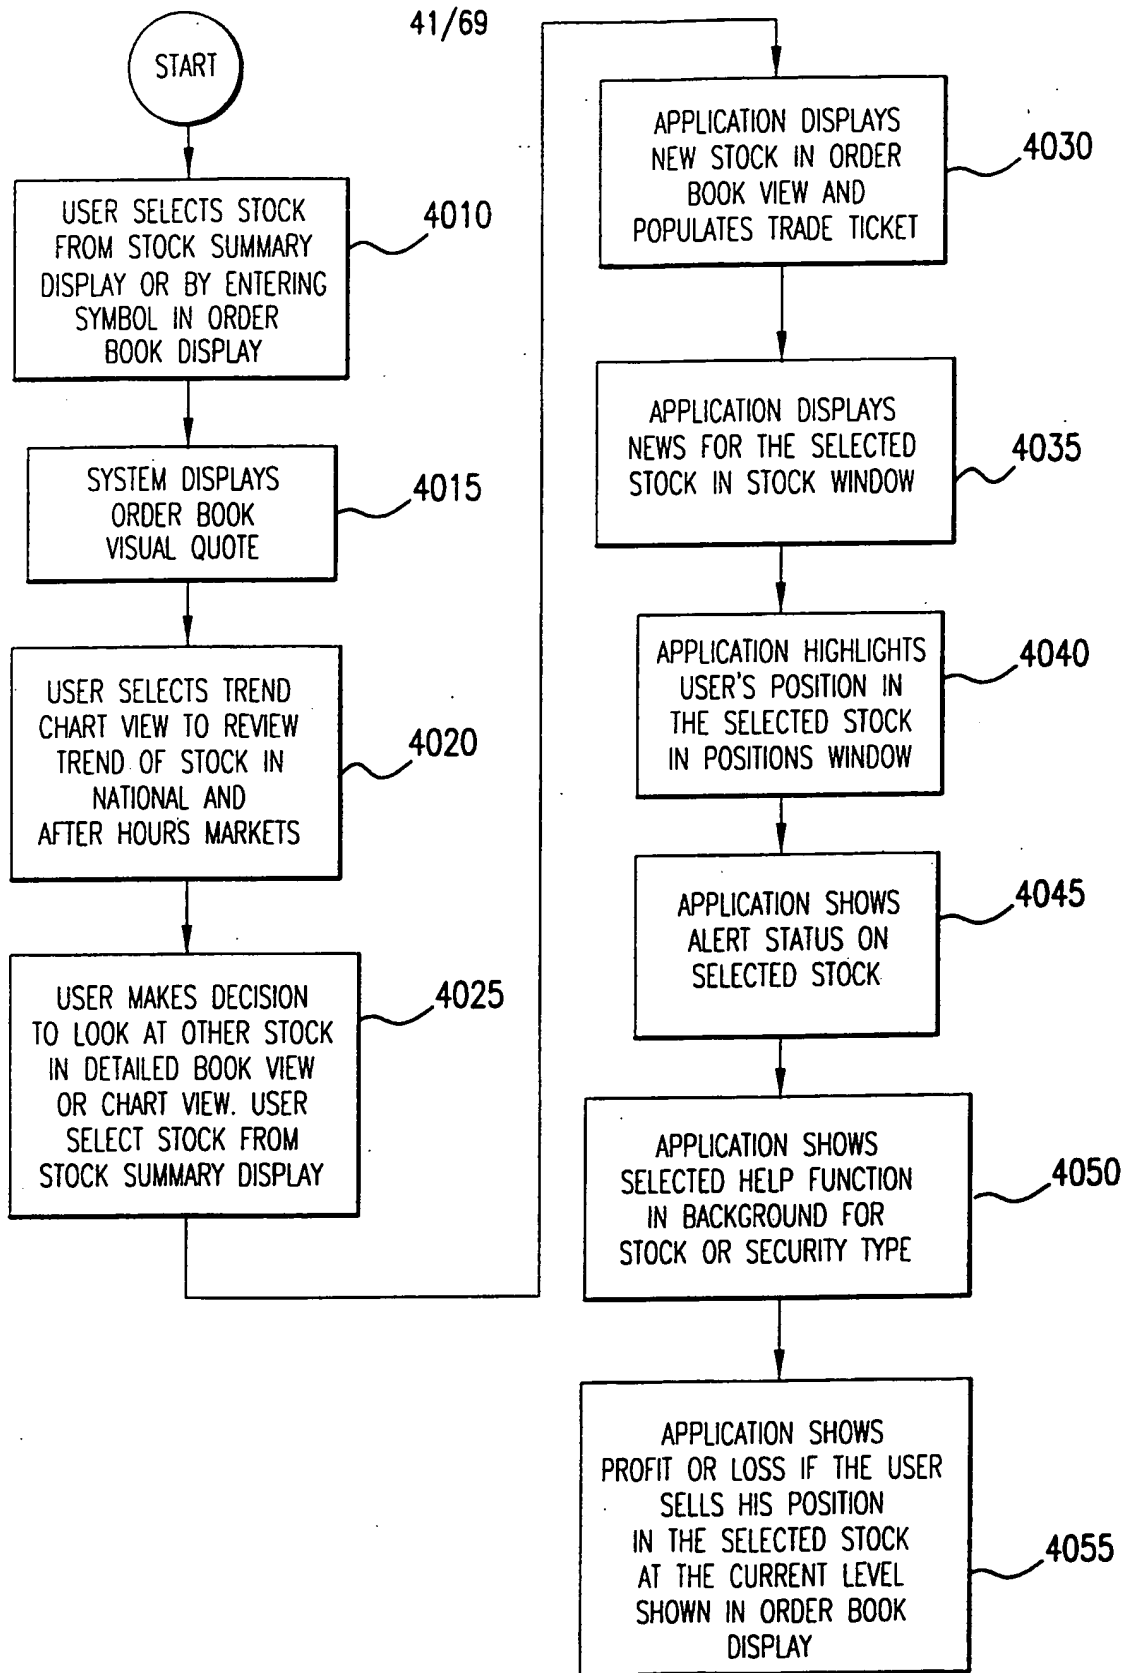 41/69
START
USER SELECTS STOCK
FROM STOCK SUMMARY
DISPLAY OR BY ENTERING
SYMBOL IN ORDER
BOOK DISPLAY
4010
SYSTEM DISPLAYS
ORDER BOOK
VISUAL QUOTE
4015
USER SELECTS TREND
CHART VIEW TO REVIEW
TREND OF STOCK IN
NATIONAL AND
AFTER HOURS MARKETS
4020
USER MAKES DECISION
TO LOOK AT OTHER STOCK
IN DETAILED BOOK VIEW
OR CHART VIEW. USER
SELECT STOCK FROM
STOCK SUMMARY DISPLAY
4025
APPLICATION DISPLAYS
NEW STOCK IN ORDER
BOOK VIEW AND
POPULATES TRADE TICKET
4030
APPLICATION DISPLAYS
NEWS FOR THE SELECTED
STOCK IN STOCK WINDOW
4035
APPLICATION HIGHLIGHTS
USER'S POSITION IN
THE SELECTED STOCK
IN POSITIONS WINDOW
4040
APPLICATION SHOWS
ALERT STATUS ON
SELECTED STOCK
4045
APPLICATION SHOWS
SELECTED HELP FUNCTION
IN BACKGROUND FOR
STOCK OR SECURITY TYPE
4050
APPLICATION SHOWS
PROFIT OR LOSS IF THE USER
SELLS HIS POSITION
IN THE SELECTED STOCK
AT THE CURRENT LEVEL
SHOWN IN ORDER BOOK
DISPLAY
4055